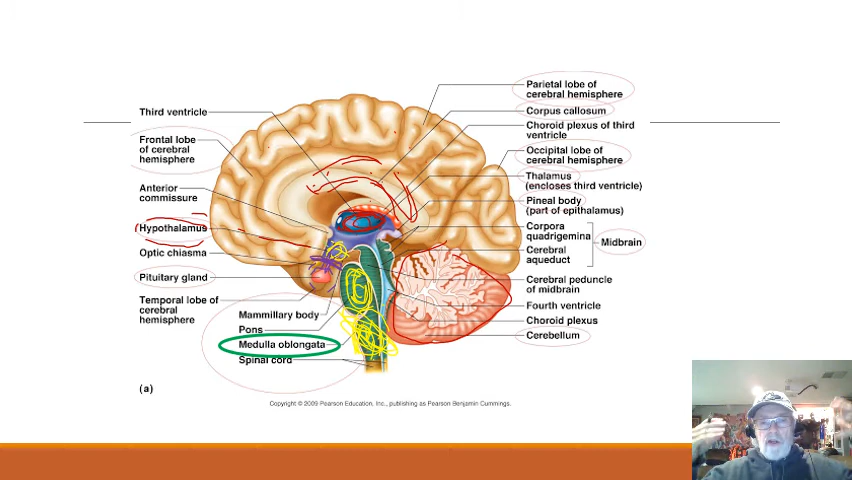 Third ventricle
Frontal lobe
of cerebral
hemisphere
Anterior
commissure
Hypothalamus
Optic chiasma
Pituitary gland
Temporal lobe of
cerebral
hemisphere
Mammillary body
Pons
Medulla oblongata
Spinal cord
Parietal lobe of
cerebral hemisphere
Corpus callosum
Choroid plexus of third
ventricle
Occipital lobe of
cerebral hemisphere
Thalamus
(encloses third ventricle)
Pineal body
(part of epithalamus)
Corpora
quadrigemina
Midbrain
Cerebral
aqueduct
Cerebral peduncle
of midbrain
Fourth ventricle
Choroid plexus
Cerebellum
(a)
Copyright © 2009 Pearson Education, Inc., publishing as Pearson Benjamin Cummings.